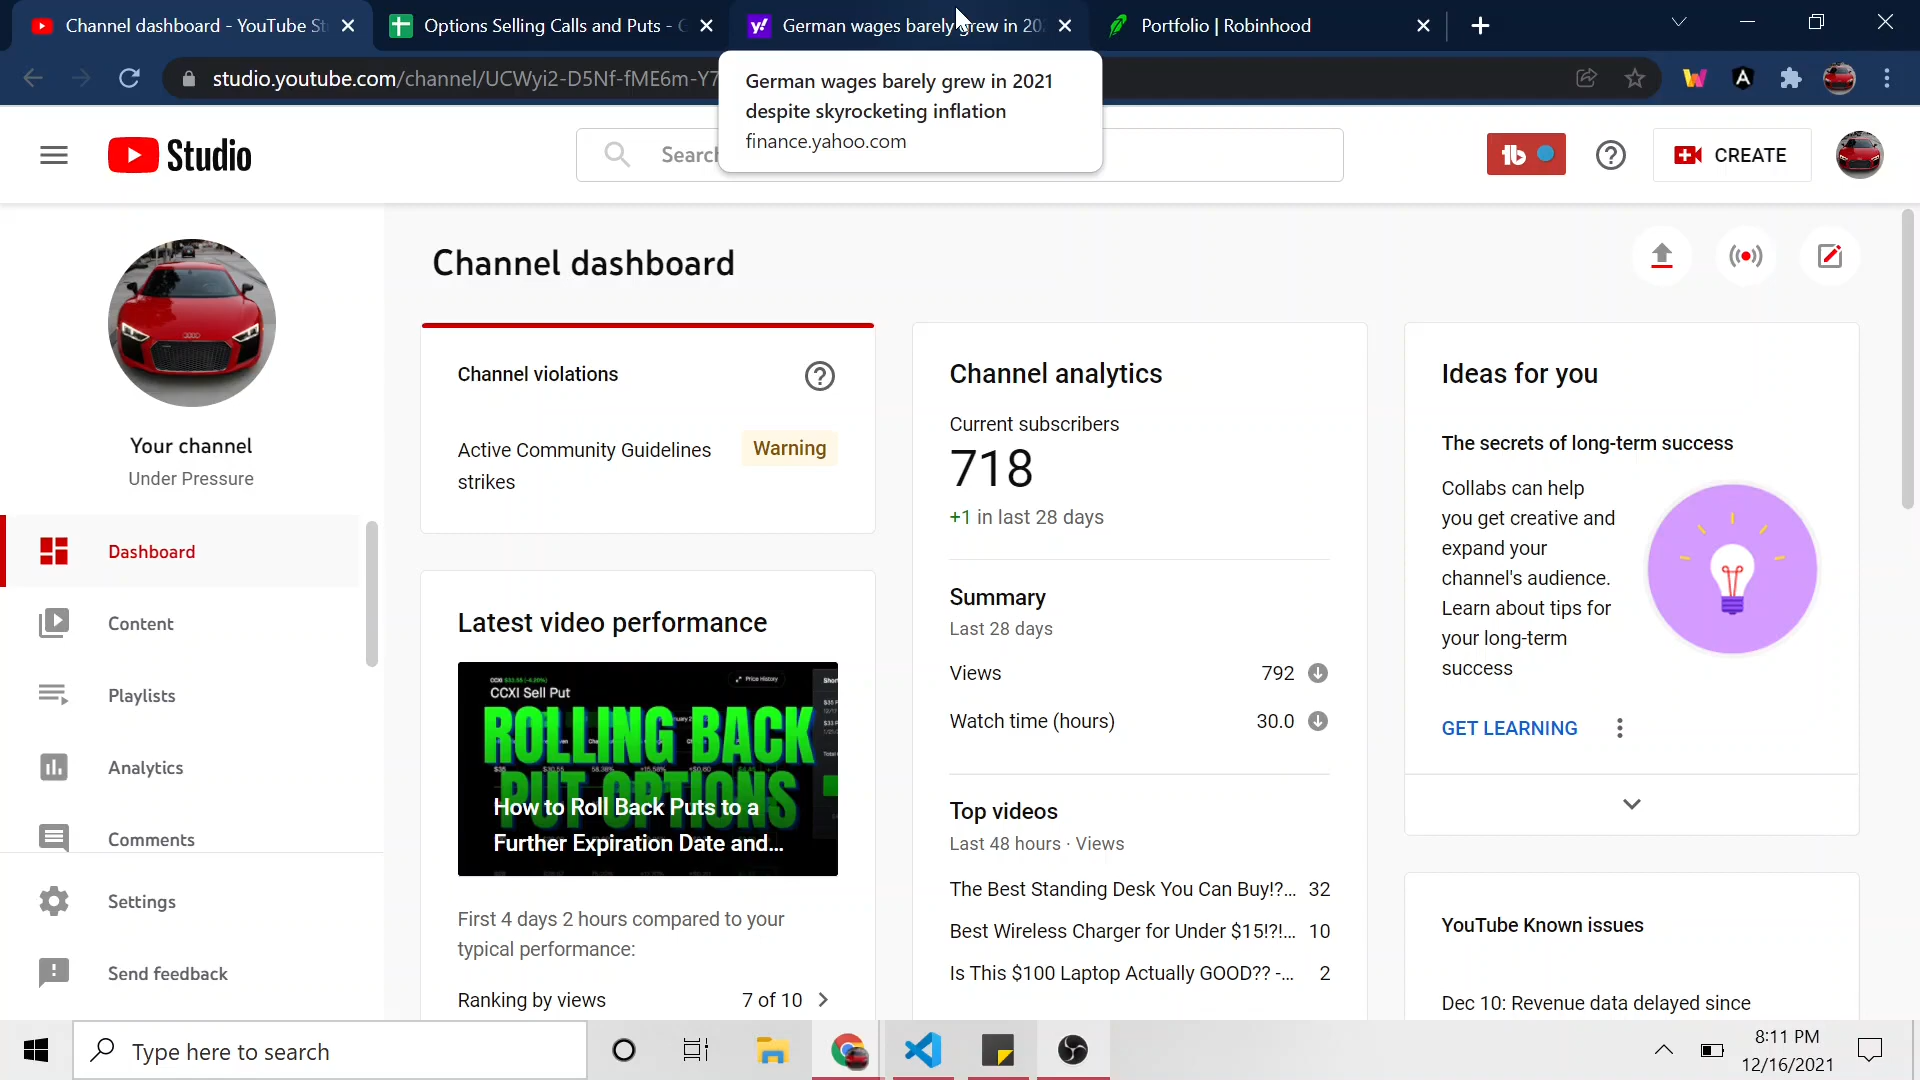 Channel dashboard - YouTube St
Options Selling Calls and Puts - G
German wages barely grew in 20
Portfolio | Robinhood
studio.youtube.com/channel/UCWyi2-D5Nf-fME6m-Y7
German wages barely grew in 2021
despite skyrocketing inflation
finance.yahoo.com
Studio
Search
tb
CREATE
Channel dashboard
Your channel
Under Pressure
Dashboard
Content
Playlists
Analytics
Comments
Settings
Send feedback
Channel violations
Active Community Guidelines
strikes
Warning
Latest video performance
CCXI Sell Put
Price History
ROLLING BACK
PUT OPTIONS
How to Roll Back Puts to a
Further Expiration Date and...
First 4 days 2 hours compared to your
typical performance:
Ranking by views 7 of 10
Channel analytics
Current subscribers
718
+1 in last 28 days
Summary
Last 28 days
Views 792
Watch time (hours) 30.0
Top videos
Last 48 hours · Views
The Best Standing Desk You Can Buy!?... 32
Best Wireless Charger for Under $15!?!... 10
Is This $100 Laptop Actually GOOD?? -... 2
Ideas for you
The secrets of long-term success
Collabs can help
you get creative and
expand your
channel's audience.
Learn about tips for
your long-term
success
GET LEARNING
YouTube Known issues
Dec 10: Revenue data delayed since
Type here to search
8:11 PM
12/16/2021